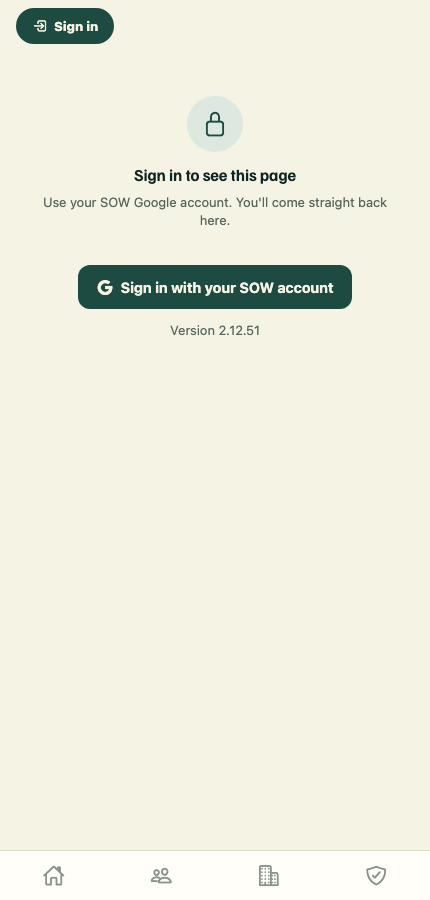 Sign in
Sign in to see this page
Use your SOW Google account. You'll come straight back
here.
Sign in with your SOW account
Version 2.12.51